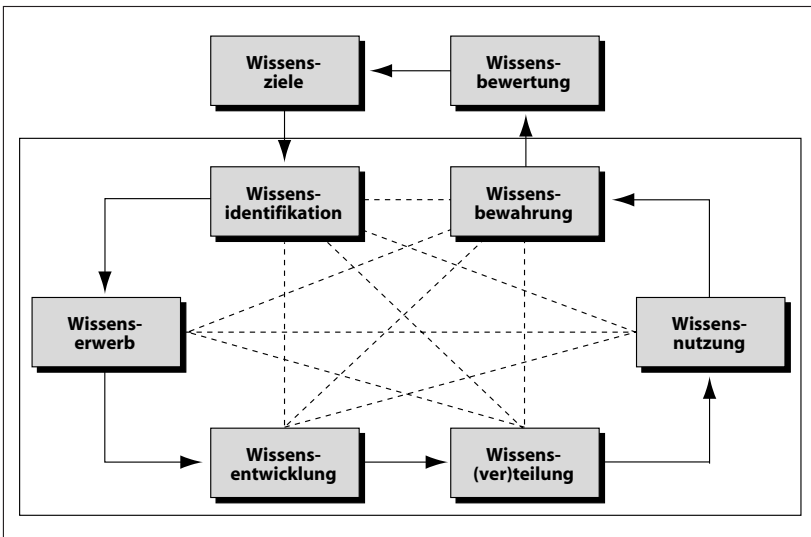 Wissens-
ziele
Wissens-
bewertung
Wissens-
identifikation
Wissens-
bewahrung
Wissens-
erwerb
Wissens-
nutzung
Wissens-
entwicklung
Wissens-
(ver)teilung